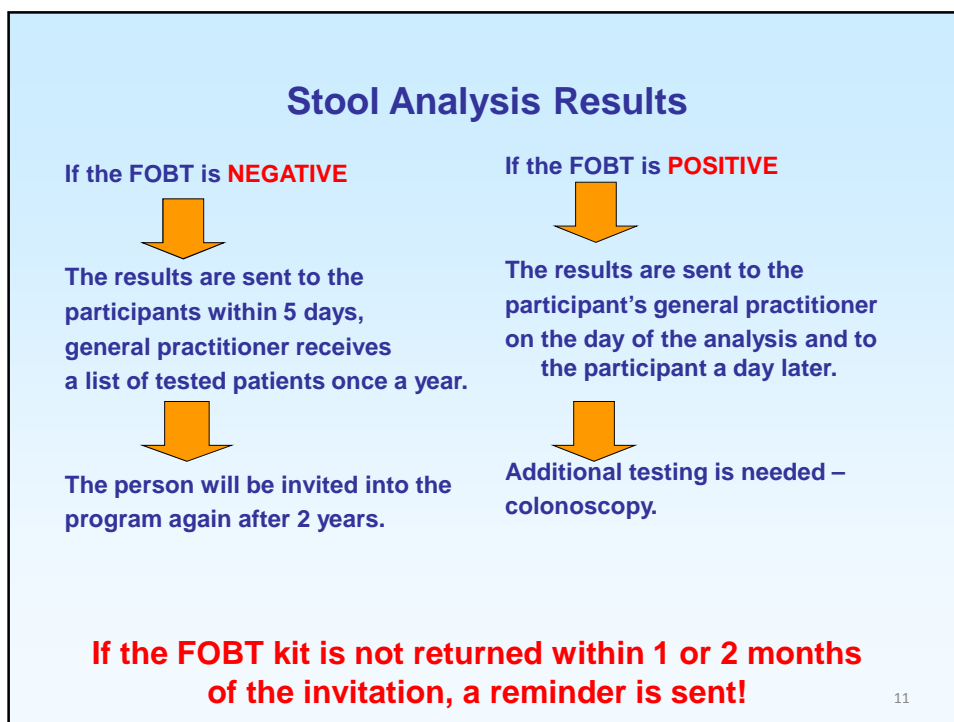 Stool Analysis Results
If the FOBT is NEGATIVE
The results are sent to the
participants within 5 days,
general practitioner receives
a list of tested patients once a year.
The person will be invited into the
program again after 2 years.
If the FOBT is POSITIVE
The results are sent to the
participant’s general practitioner
on the day of the analysis and to
the participant a day later.
Additional testing is needed –
colonoscopy.
If the FOBT kit is not returned within 1 or 2 months
of the invitation, a reminder is sent!
11